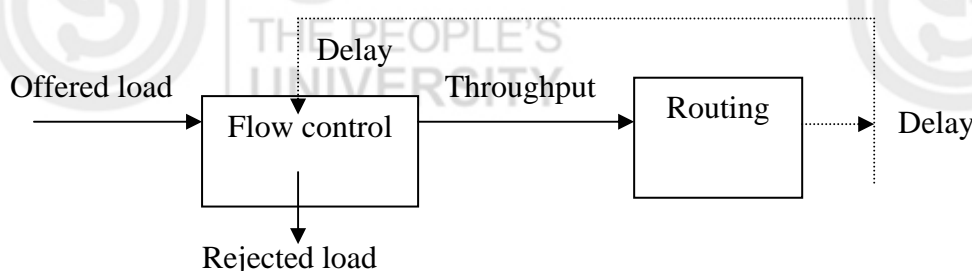 THE PEOPLE'S
UNIVERSITY
Delay
Offered load
Throughput
Flow control
Routing
Delay
Rejected load